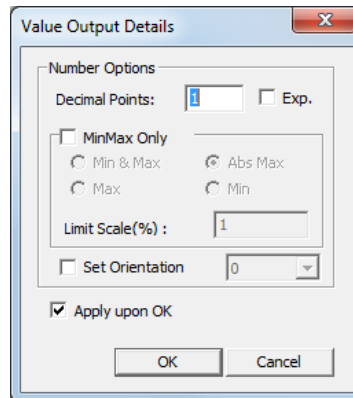 Value Output Details
Number Options
Decimal Points: 1 Exp.
MinMax Only
Min & Max Abs Max
Max Min
Limit Scale(%) : 1
Set Orientation 0
Apply upon OK
OK Cancel